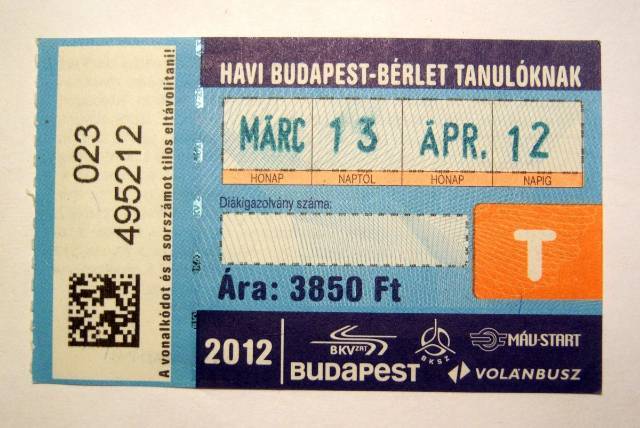 023
495212
A vonalkódot és a sorszámot tilos eltávolítani!
HAVI BUDAPEST-BÉRLET TANULÓKNAK
MÁRC 13 ÁPR. 12
HÓNAP NAPTÓL HÓNAP NAPIG
Diákigazolvány száma:
T
Ára: 3850 Ft
2012
BKV ZRT
BKSZ
MÁV-START
BUDAPEST
VOLÁNBUSZ